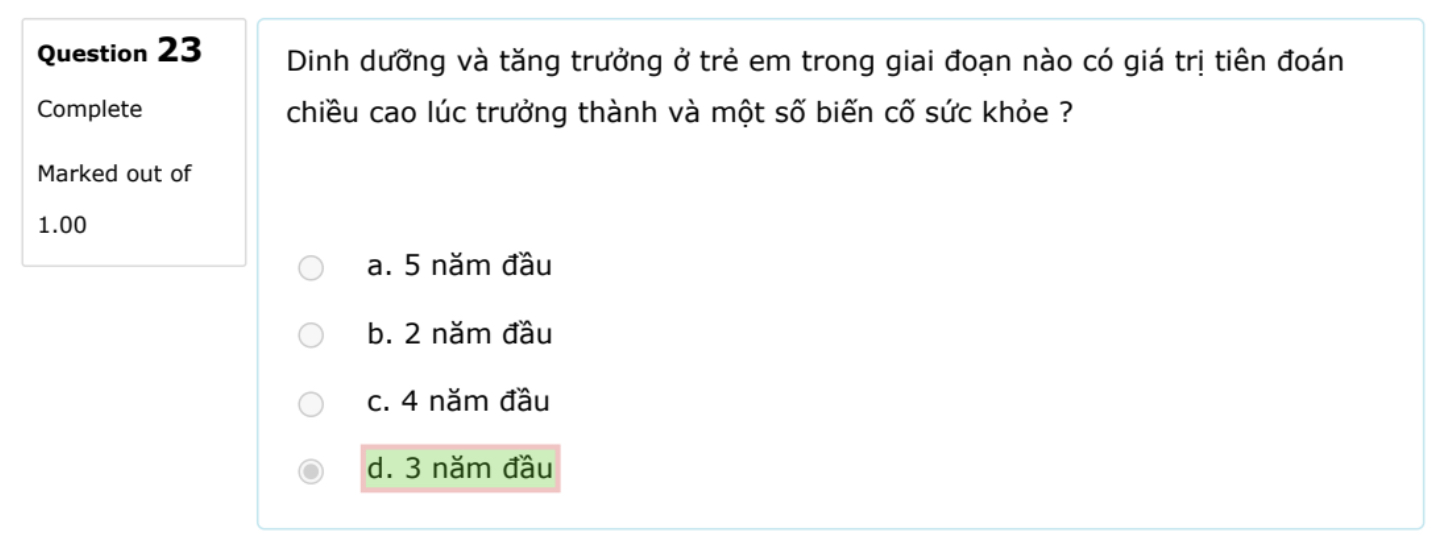 Question 23
Complete
Marked out of
1.00
Dinh dưỡng và tăng trưởng ở trẻ em trong giai đoạn nào có giá trị tiên đoán
chiều cao lúc trưởng thành và một số biến cố sức khỏe ?
a. 5 năm đầu
b. 2 năm đầu
c. 4 năm đầu
d. 3 năm đầu